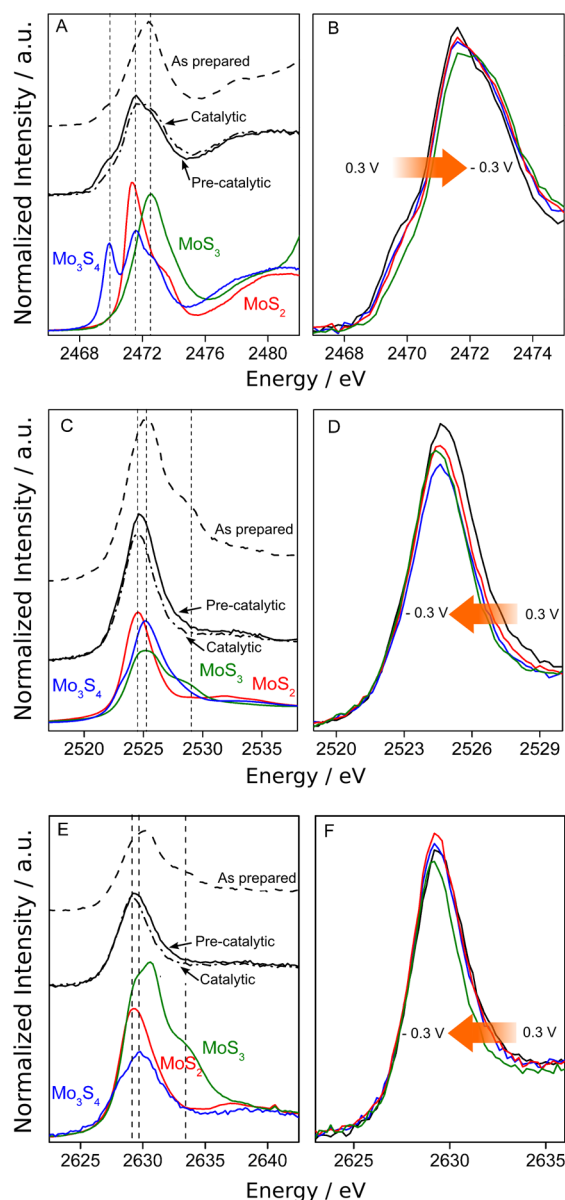 A
As prepared
Catalytic
Pre-catalytic
Mo3S4
MoS3
MoS2
Normalized Intensity / a.u.
2468 2472 2476 2480
Energy / eV
B
0.3 V
- 0.3 V
2468 2470 2472 2474
Energy / eV
C
As prepared
Pre-catalytic
Catalytic
Mo3S4
MoS3
MoS2
Normalized Intensity / a.u.
2520 2525 2530 2535
Energy / eV
D
- 0.3 V
0.3 V
2520 2523 2526 2529
Energy / eV
E
As prepared
Pre-catalytic
Catalytic
MoS3
MoS2
Mo3S4
Normalized Intensity / a.u.
2625 2630 2635 2640
Energy / eV
F
- 0.3 V
0.3 V
2625 2630 2635
Energy / eV